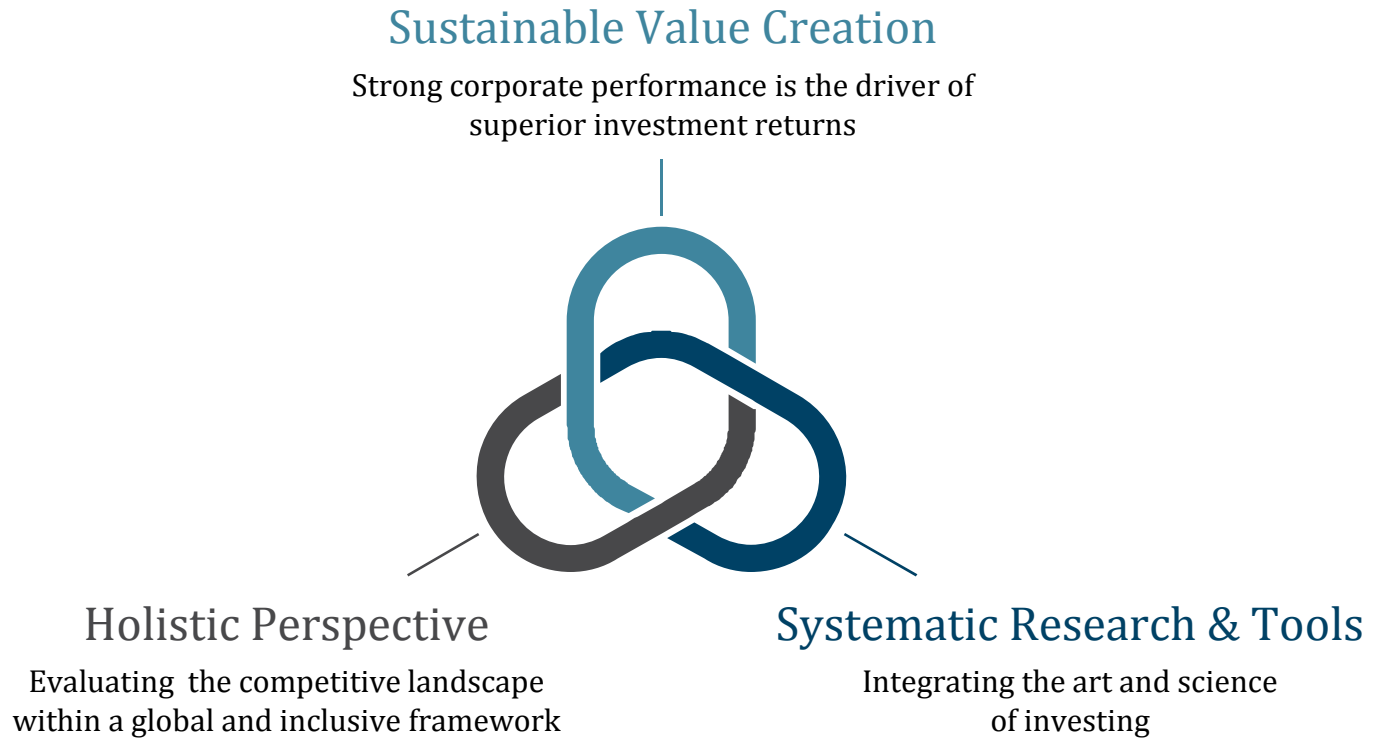 Sustainable Value Creation
Strong corporate performance is the driver of
superior investment returns
Holistic Perspective
Evaluating  the competitive landscape
within a global and inclusive framework
Systematic Research & Tools
Integrating the art and science
of investing